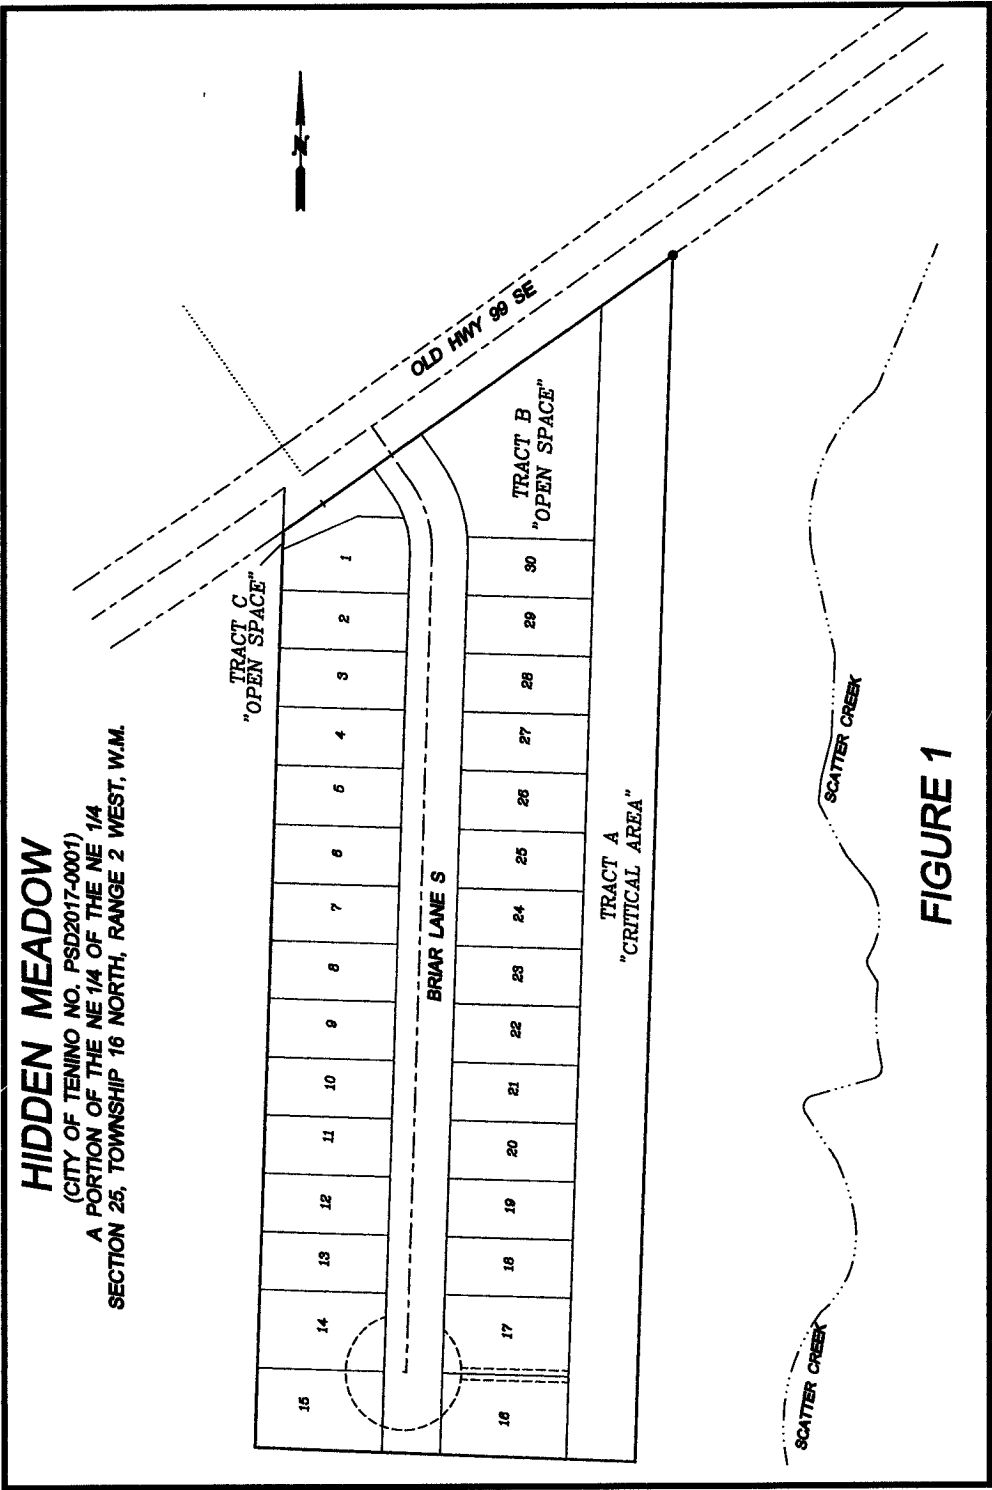 HIDDEN MEADOW
(CITY OF TENINO NO. PSD2017-0001)
A PORTION OF THE NE 1/4 OF THE NE 1/4
SECTION 25, TOWNSHIP 16 NORTH, RANGE 2 WEST, W.M.
N
OLD HWY 99 SE
TRACT C
"OPEN SPACE"
TRACT B
"OPEN SPACE"
15
14
13
12
11
10
9
8
7
6
5
4
3
2
1
BRIAR LANE S
16
17
18
19
20
21
22
23
24
25
26
27
28
29
30
TRACT A
"CRITICAL AREA"
SCATTER CREEK
SCATTER CREEK
FIGURE 1